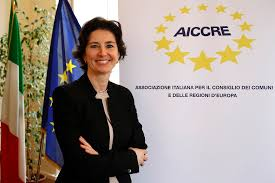 AICCRE
ASSOCIAZIONE ITALIANA PER IL CONSIGLIO DEI COMUNI
E DELLE REGIONI D'EUROPA